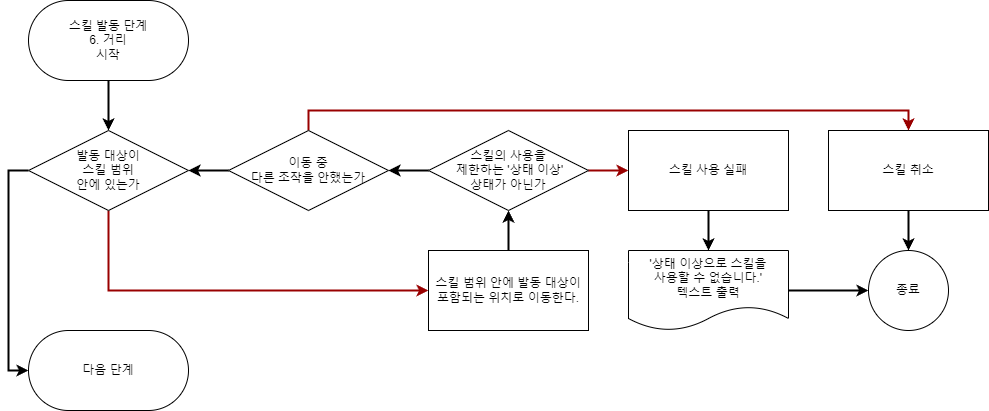 스킬 발동 단계
6. 거리
시작
발동 대상이
스킬 범위
안에 있는가
이동 중
다른 조작을 안했는가
스킬의 사용을
제한하는 '상태 이상'
상태가 아닌가
스킬 사용 실패
스킬 취소
스킬 범위 안에 발동 대상이
포함되는 위치로 이동한다.
'상태 이상으로 스킬을
사용할 수 없습니다.'
텍스트 출력
종료
다음 단계